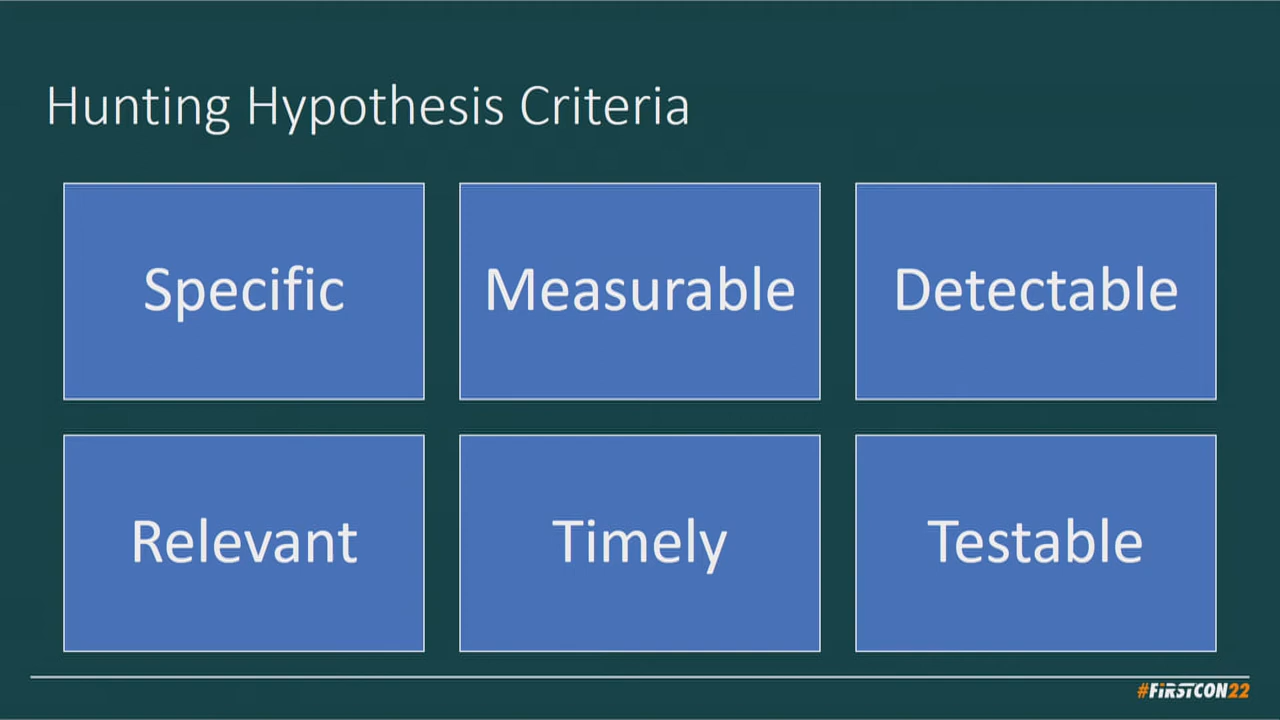 Hunting Hypothesis Criteria
Specific
Measurable
Detectable
Relevant
Timely
Testable
#FiRSTCON22